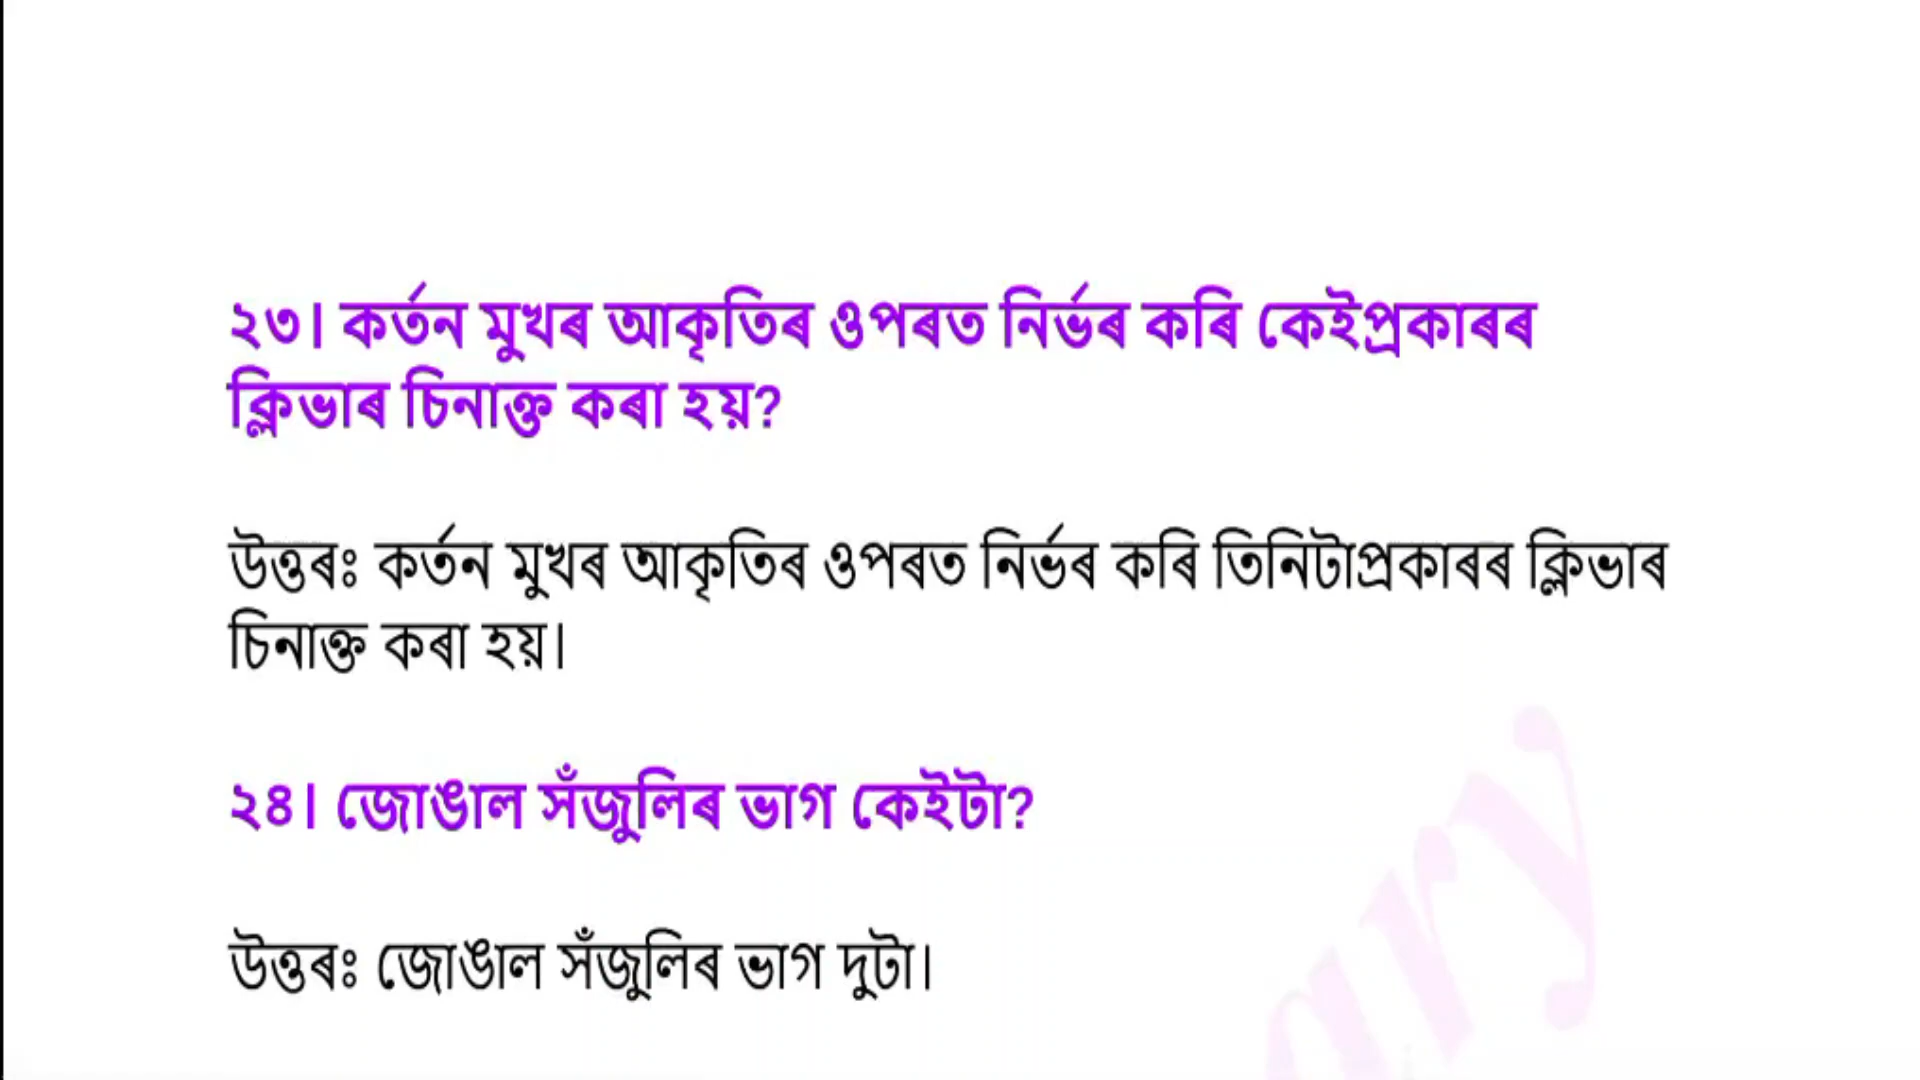 ২৩। কৰ্তন মুখৰ আকৃতিৰ ওপৰত নিৰ্ভৰ কৰি কেইপ্ৰকাৰৰ
ক্লিভাৰ চিনাক্ত কৰা হয়?
উত্তৰঃ কৰ্তন মুখৰ আকৃতিৰ ওপৰত নিৰ্ভৰ কৰি তিনিটাপ্ৰকাৰৰ ক্লিভাৰ
চিনাক্ত কৰা হয়।
২৪। জোঙাল সঁজুলিৰ ভাগ কেইটা?
উত্তৰঃ জোঙাল সঁজুলিৰ ভাগ দুটা।
ary